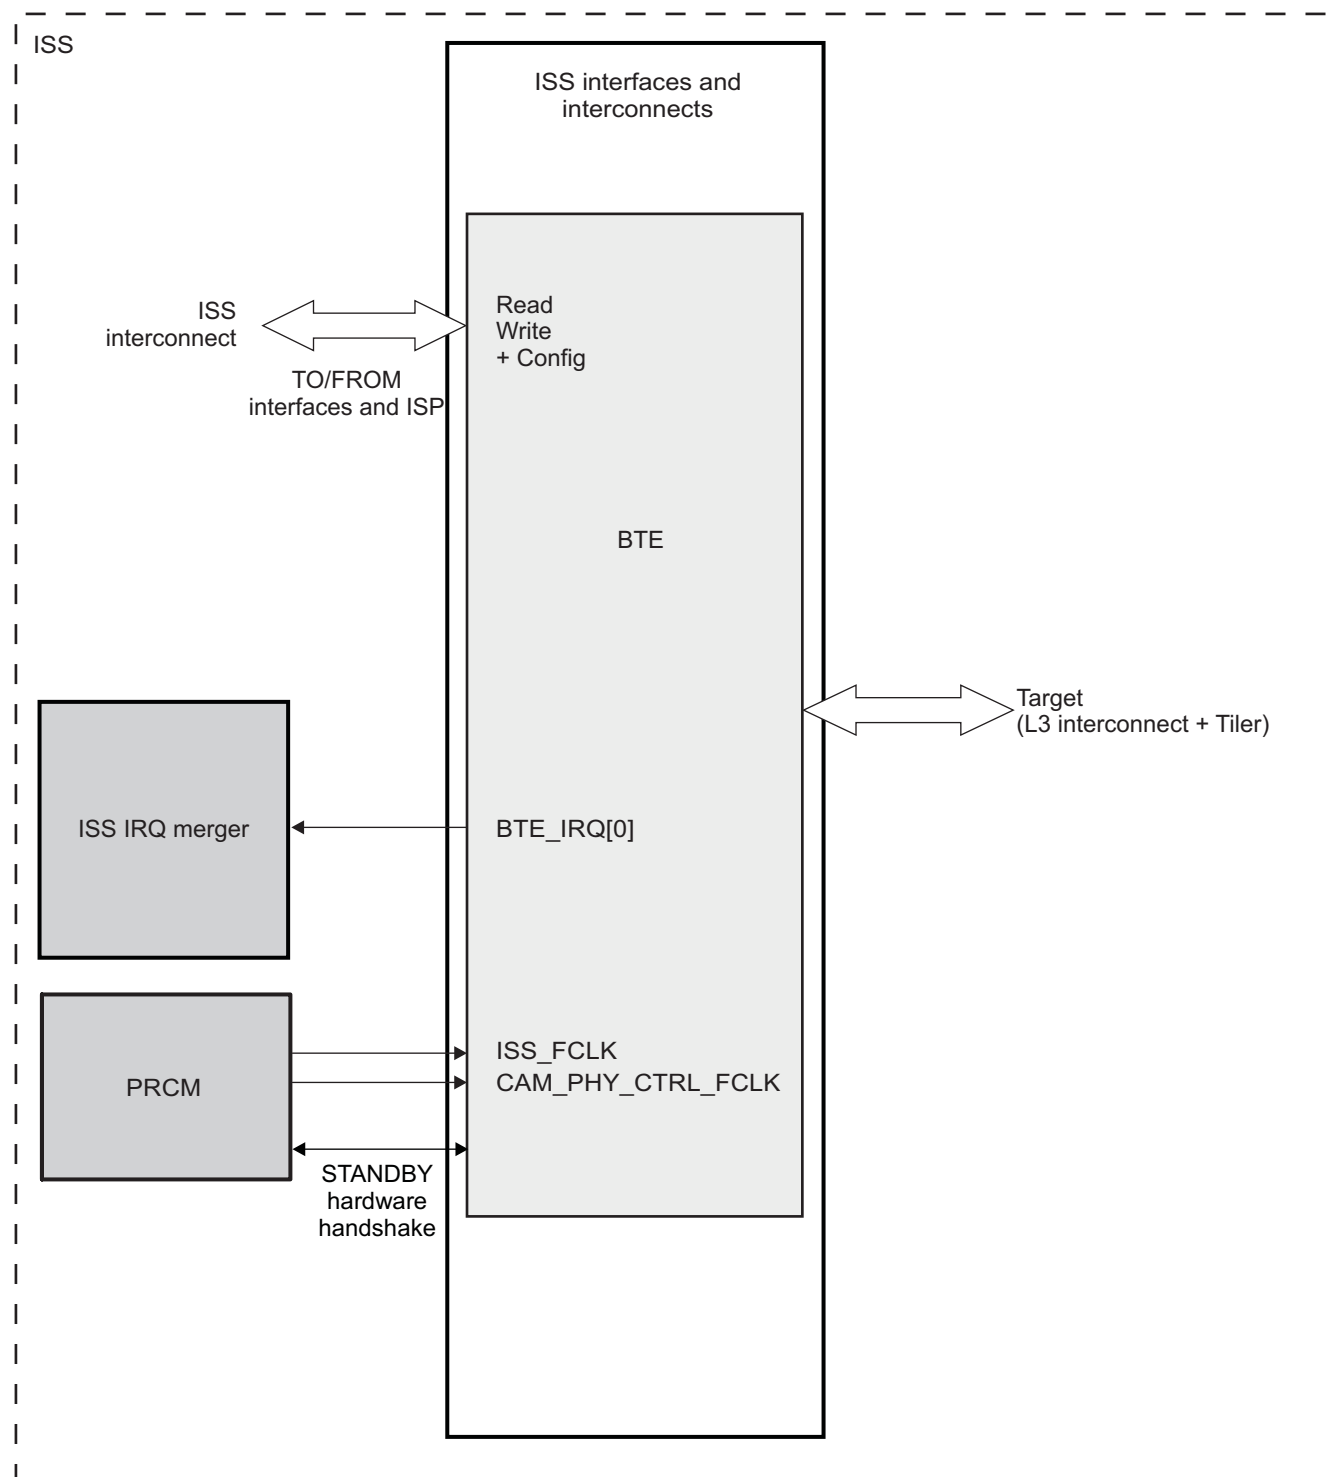 ISS
ISS interfaces and
interconnects
ISS
interconnect
Read
Write
+ Config
TO/FROM
interfaces and ISP
BTE
Target
(L3 interconnect + Tiler)
ISS IRQ merger
BTE_IRQ[0]
PRCM
ISS_FCLK
CAM_PHY_CTRL_FCLK
STANDBY
hardware
handshake